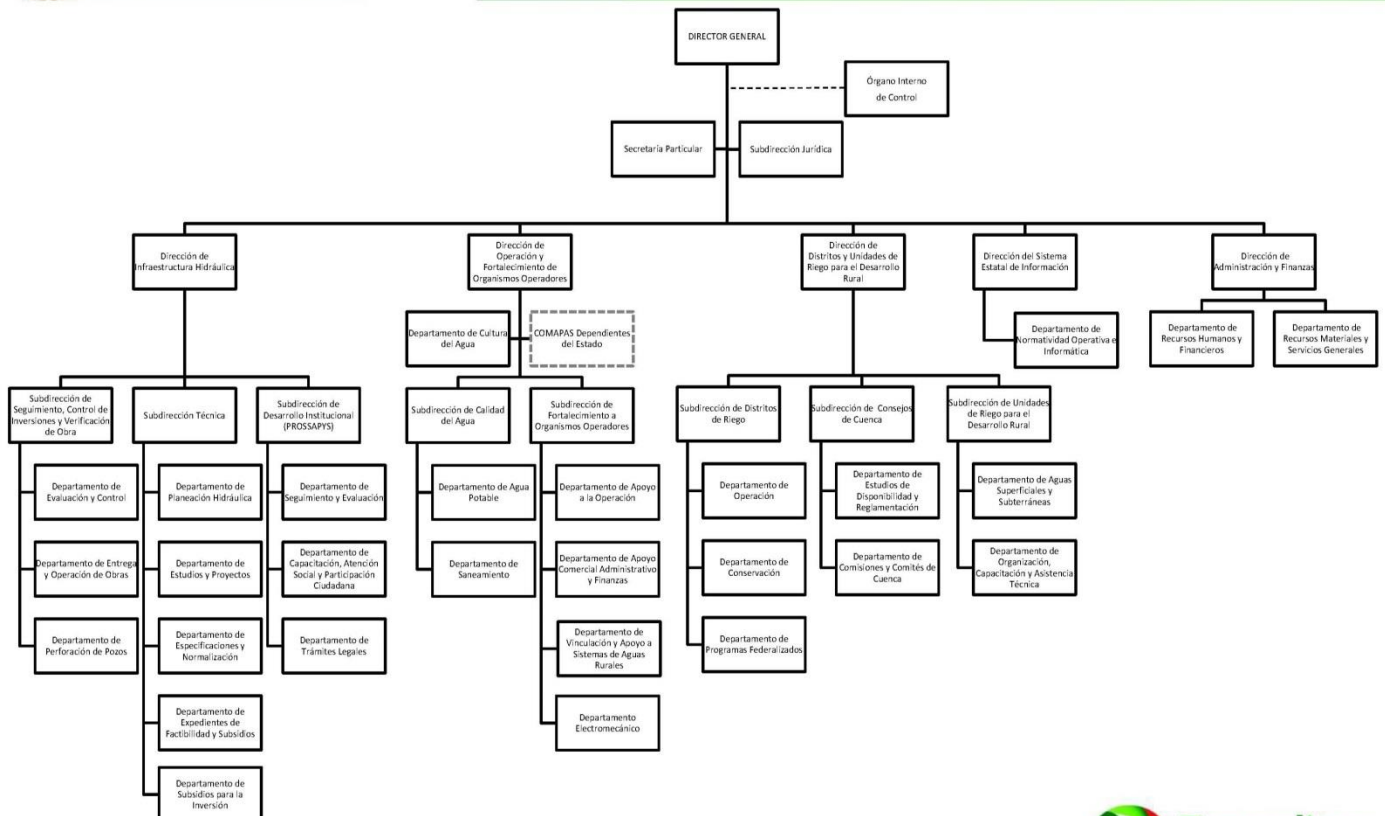 DIRECTOR GENERAL
Órgano Interno
de Control
Secretaría Particular
Subdirección Jurídica
Dirección de
Infraestructura Hidráulica
Dirección de
Operación y
Fortalecimiento de
Organismos Operadores
Dirección de
Distritos y Unidades de
Riego para el Desarrollo
Rural
Dirección del Sistema
Estatal de Información
Dirección de
Administración y Finanzas
Departamento de Cultura
del Agua
COMAPAS Dependientes
del Estado
Departamento de
Normatividad Operativa e
Informática
Departamento de
Recursos Humanos y
Financieros
Departamento de
Recursos Materiales y
Servicios Generales
Subdirección de
Seguimiento, Control de
Inversiones y Verificación
de Obra
Subdirección Técnica
Subdirección de
Desarrollo Institucional
(PROSSAPYS)
Subdirección de Calidad
del Agua
Subdirección de
Fortalecimiento a
Organismos Operadores
Subdirección de Distritos
de Riego
Subdirección de Consejos
de Cuenca
Subdirección de Unidades
de Riego para el
Desarrollo Rural
Departamento de
Evaluación y Control
Departamento de
Planeación Hidráulica
Departamento de
Seguimiento y Evaluación
Departamento de Agua
Potable
Departamento de Apoyo
a la Operación
Departamento de
Operación
Departamento de
Estudios de
Disponibilidad y
Reglamentación
Departamento de Aguas
Superficiales y
Subterráneas
Departamento de Entrega
y Operación de Obras
Departamento de
Estudios y Proyectos
Departamento de
Capacitación, Atención
Social y Participación
Ciudadana
Departamento de
Saneamiento
Departamento de Apoyo
Comercial Administrativo
y Finanzas
Departamento de
Conservación
Departamento de
Comisiones y Comités de
Cuenca
Departamento de
Organización,
Capacitación y Asistencia
Técnica
Departamento de
Perforación de Pozos
Departamento de
Especificaciones y
Normalización
Departamento de
Trámites Legales
Departamento de
Vinculación y Apoyo a
Sistemas de Aguas
Rurales
Departamento de
Programas Federalizados
Departamento de
Expedientes de
Factibilidad y Subsidios
Departamento
Electromecánico
Departamento de
Subsidios para la
Inversión